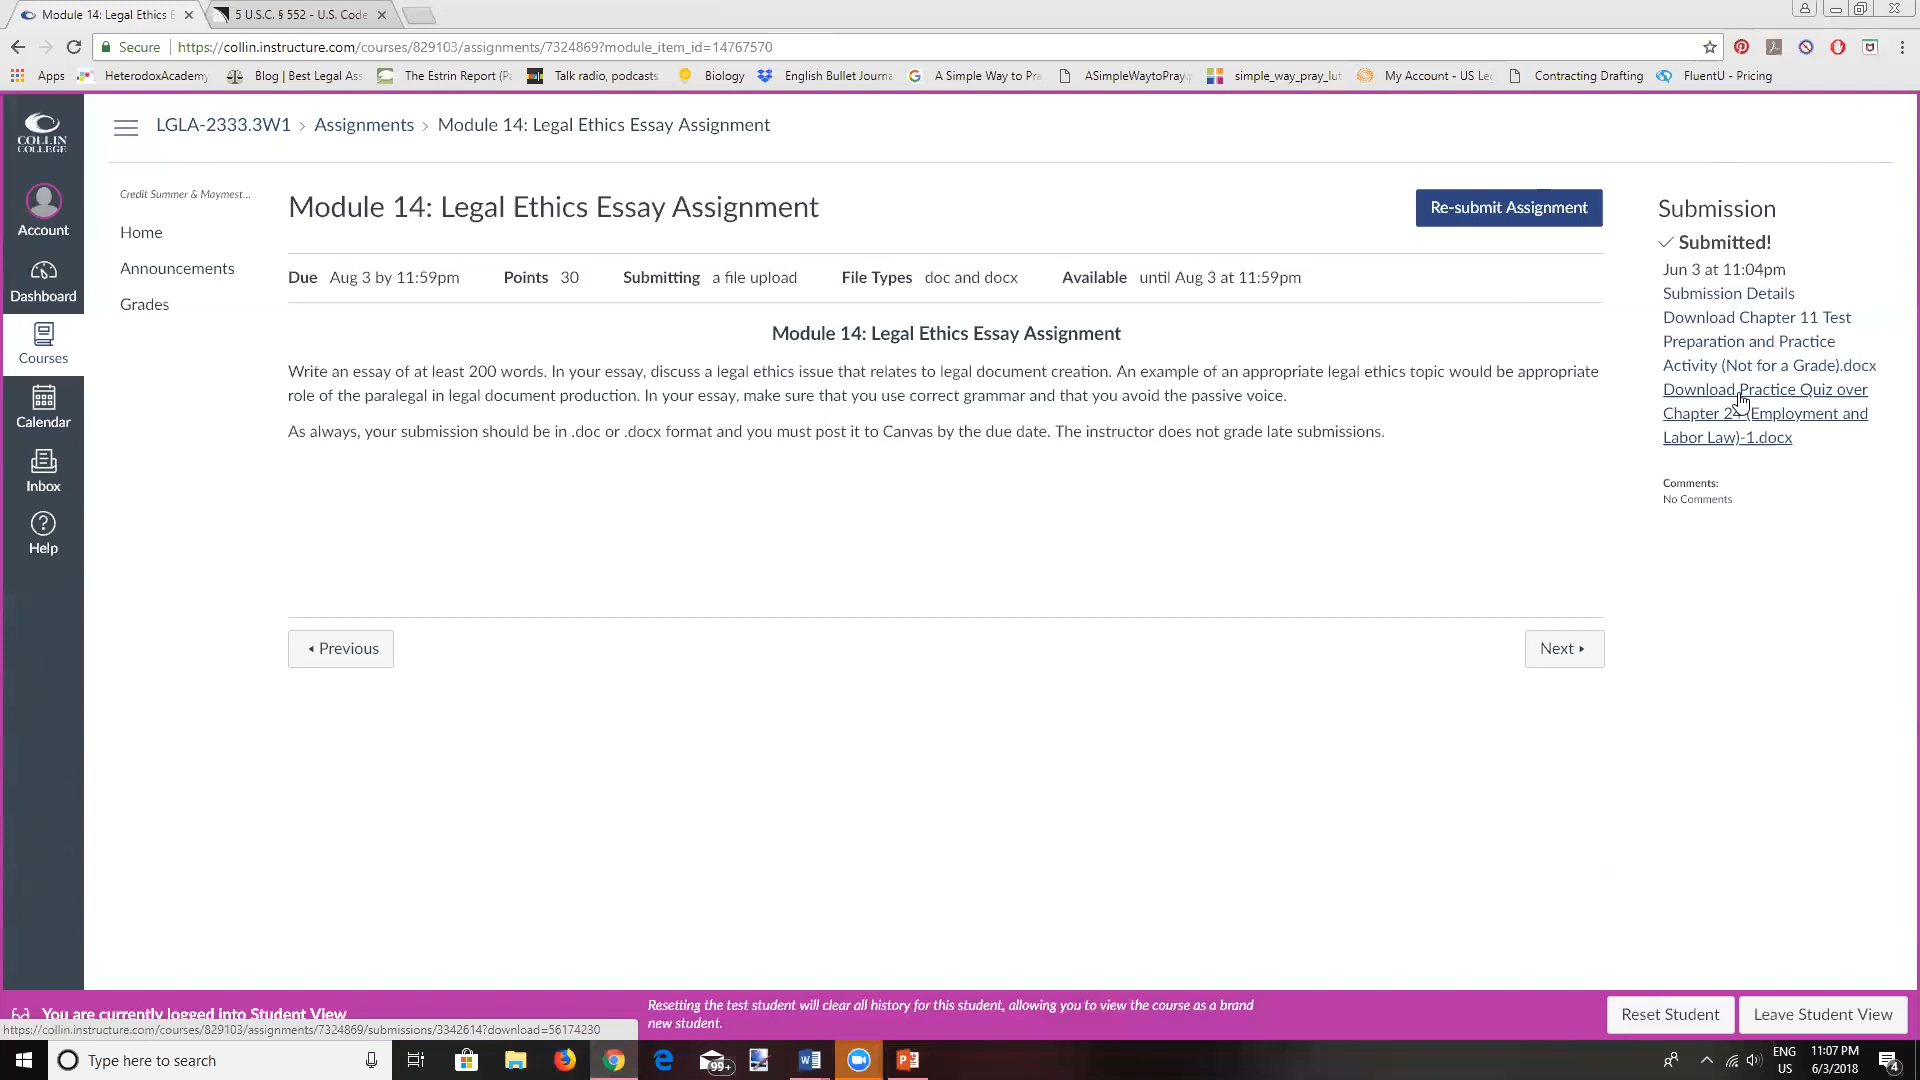 Module 14: Legal Ethics E
5 U.S.C. § 552 - U.S. Code
Secure
https://collin.instructure.com/courses/829103/assignments/7324869?module_item_id=14767570
Apps
HeterodoxAcademy
Blog | Best Legal Ass
The Estrin Report (Pa
Talk radio, podcasts
Biology
English Bullet Journa
A Simple Way to Pra
ASimpleWaytoPray.
simple_way_pray_lut
My Account - US Leg
Contracting Drafting
FluentU - Pricing
COLLIN
COLLEGE
LGLA-2333.3W1 > Assignments > Module 14: Legal Ethics Essay Assignment
Account
Dashboard
Courses
Calendar
Inbox
Help
Credit Summer & Maymest...
Home
Announcements
Grades
Module 14: Legal Ethics Essay Assignment
Re-submit Assignment
Due Aug 3 by 11:59pm Points 30 Submitting a file upload File Types doc and docx Available until Aug 3 at 11:59pm
Module 14: Legal Ethics Essay Assignment
Write an essay of at least 200 words. In your essay, discuss a legal ethics issue that relates to legal document creation. An example of an appropriate legal ethics topic would be appropriate
role of the paralegal in legal document production. In your essay, make sure that you use correct grammar and that you avoid the passive voice.
As always, your submission should be in .doc or .docx format and you must post it to Canvas by the due date. The instructor does not grade late submissions.
Previous
Next
Submission
Submitted!
Jun 3 at 11:04pm
Submission Details
Download Chapter 11 Test
Preparation and Practice
Activity (Not for a Grade).docx
Download Practice Quiz over
Chapter 24 (Employment and
Labor Law)-1.docx
Comments:
No Comments
You are currently logged into Student View
Resetting the test student will clear all history for this student, allowing you to view the course as a brand
new student.
Reset Student
Leave Student View
https://collin.instructure.com/courses/829103/assignments/7324869/submissions/3342614?download=56174230
Type here to search
99+
ENG
US
11:07 PM
6/3/2018
4